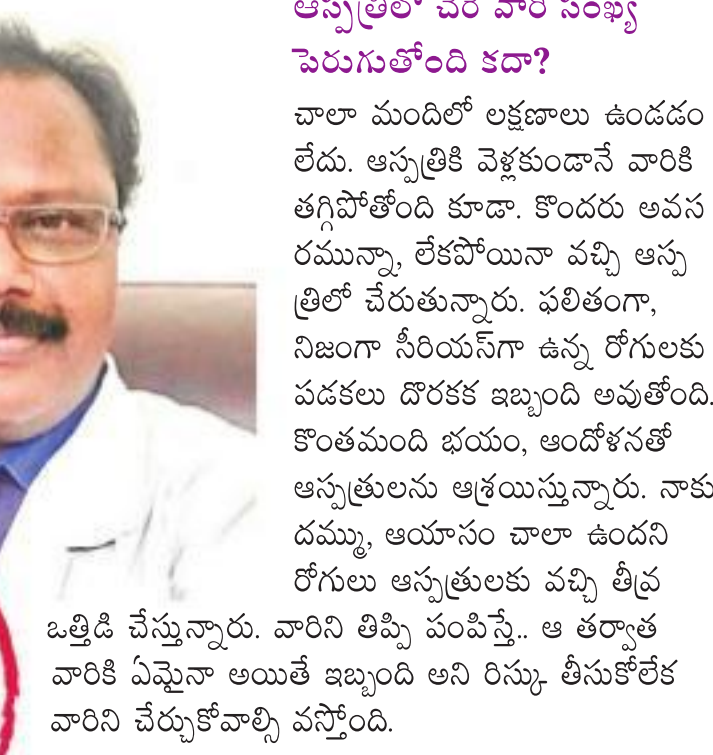 ఆస్పత్రిలో చేరే వారి సంఖ్య
పెరుగుతోంది కదా?
చాలా మందిలో లక్షణాలు ఉండడం
లేదు. ఆస్పత్రికి వెళ్లకుండానే వారికి
తగ్గిపోతోంది కూడా. కొందరు అవస
రమున్నా, లేకపోయినా వచ్చి ఆస్ప
త్రిలో చేరుతున్నారు. ఫలితంగా,
నిజంగా సీరియస్‌గా ఉన్న రోగులకు
పడకలు దొరకక ఇబ్బంది అవుతోంది.
కొంతమంది భయం, ఆందోళనతో
ఆస్పత్రులను ఆశ్రయిస్తున్నారు. నాకు
దమ్ము, ఆయాసం చాలా ఉందని
రోగులు ఆస్పత్రులకు వచ్చి తీవ్ర
ఒత్తిడి చేస్తున్నారు. వారిని తిప్పి పంపిస్తే.. ఆ తర్వాత
వారికి ఏమైనా అయితే ఇబ్బంది అని రిస్కు తీసుకోలేక
వారిని చేర్చుకోవాల్సి వస్తోంది.